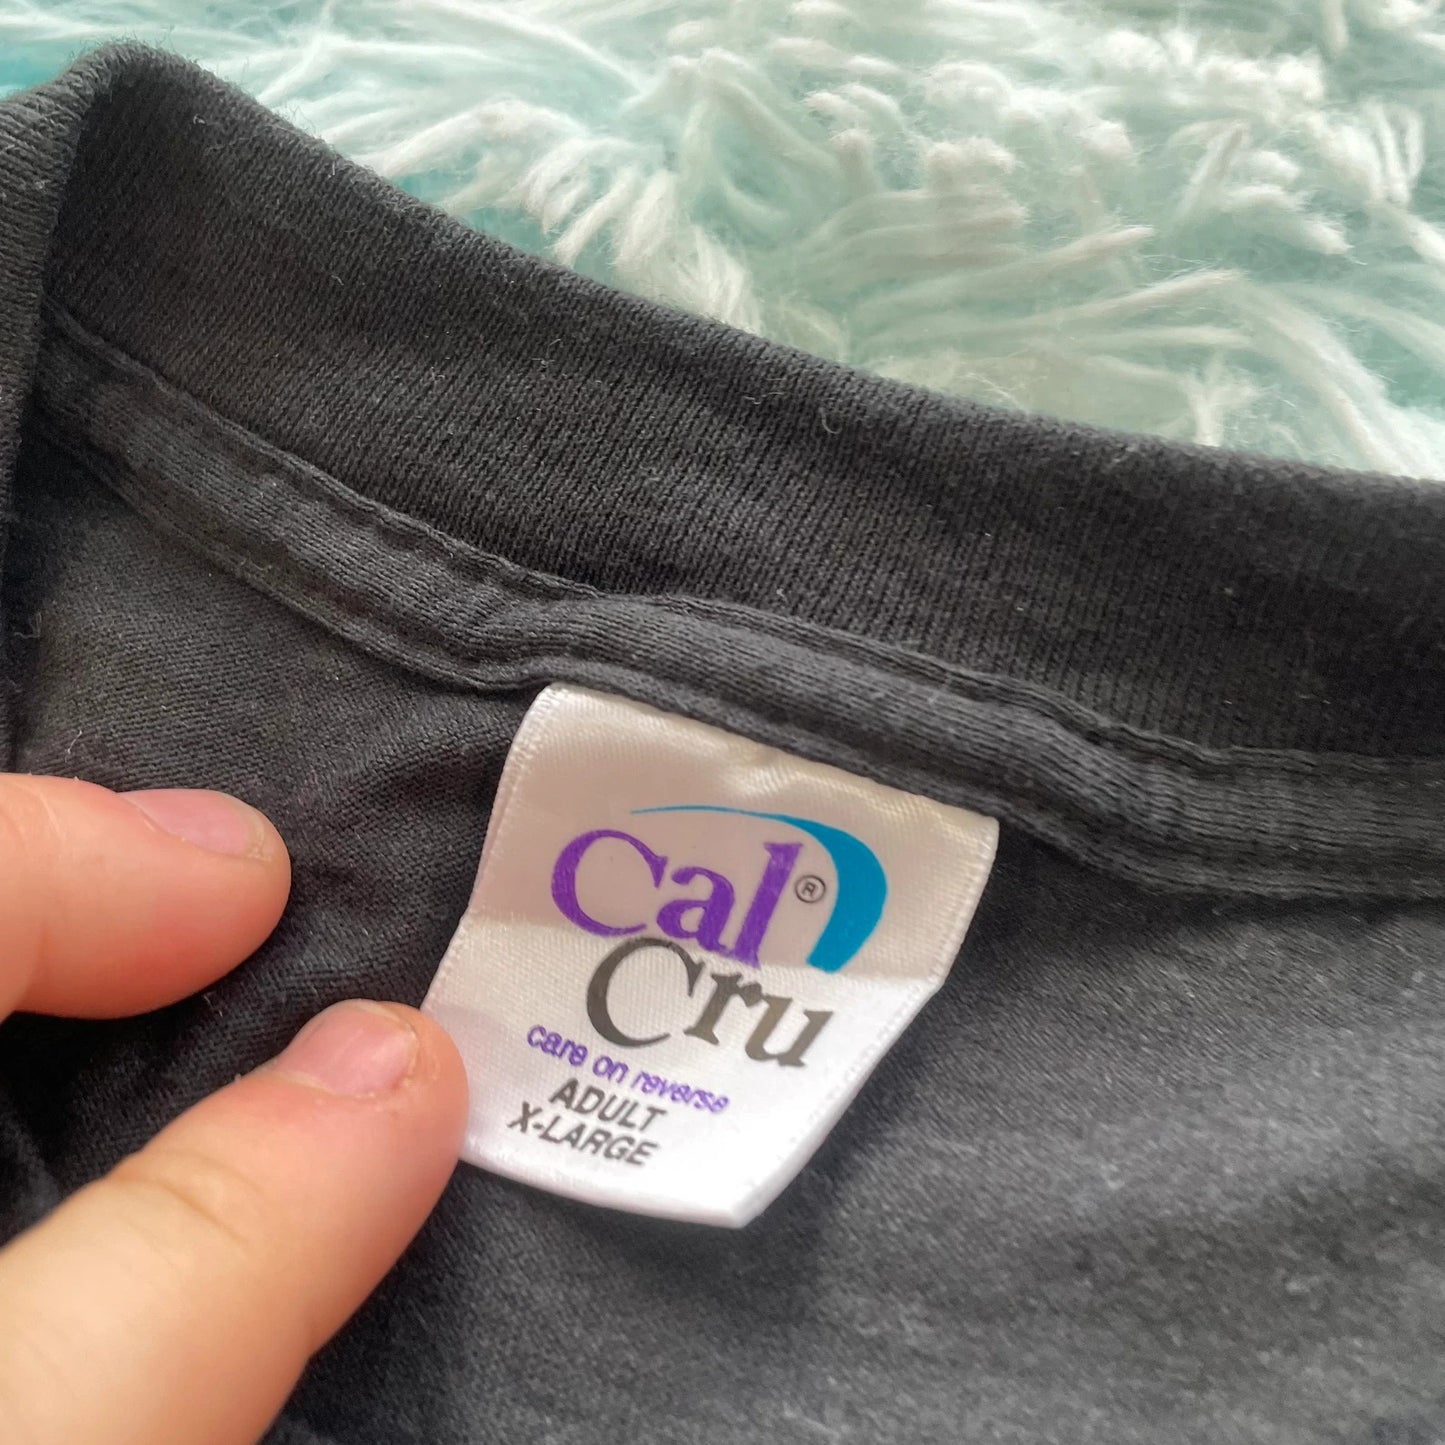 Cal®
Cru
care on reverse
ADULT
X-LARGE